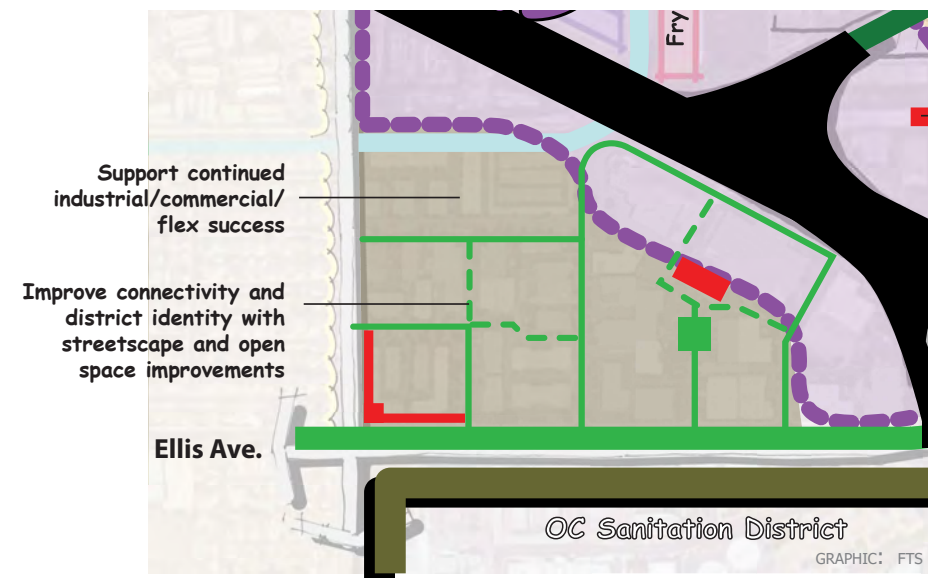 Fry
Support continued
industrial/commercial/
flex success
Improve connectivity and
district identity with
streetscape and open
space improvements
Ellis Ave.
OC Sanitation District
GRAPHIC: FTS